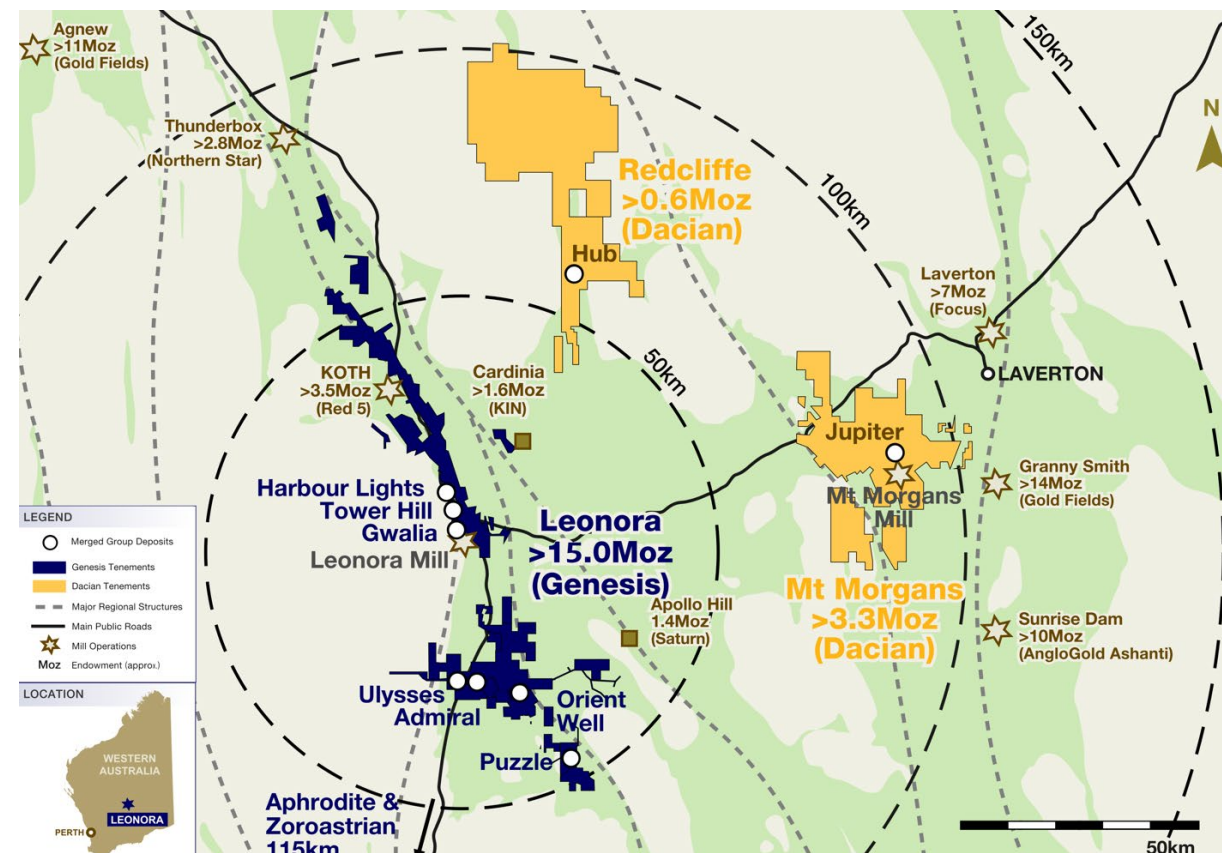 Agnew
>11Moz
(Gold Fields)
Thunderbox
>2.8Moz
(Northern Star)
150km
N
Redcliffe
>0.6Moz
(Dacian)
Hub
100km
Laverton
>7Moz
(Focus)
LAVERTON
50km
KOTH
>3.5Moz
(Red 5)
Cardinia
>1.6Moz
(KIN)
Jupiter
Mt Morgans
Mill
Granny Smith
>14Moz
(Gold Fields)
Harbour Lights
Tower Hill
Gwalia
Leonora Mill
Leonora
>15.0Moz
(Genesis)
Mt Morgans
>3.3Moz
(Dacian)
Apollo Hill
1.4Moz
(Saturn)
Sunrise Dam
>10Moz
(AngloGold Ashanti)
Ulysses
Admiral
Orient
Well
Puzzle
Aphrodite &
Zoroastrian
115km
LEGEND
Merged Group Deposits
Genesis Tenements
Dacian Tenements
Major Regional Structures
Main Public Roads
Mill Operations
Moz Endowment (approx.)
LOCATION
WESTERN
AUSTRALIA
LEONORA
PERTH
50km